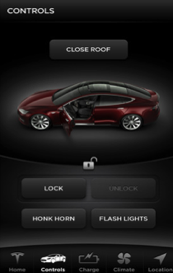 CONTROLS
CLOSE ROOF
LOCK
UNLOCK
HONK HORN
FLASH LIGHTS
Home
Controls
Charge
Climate
Location